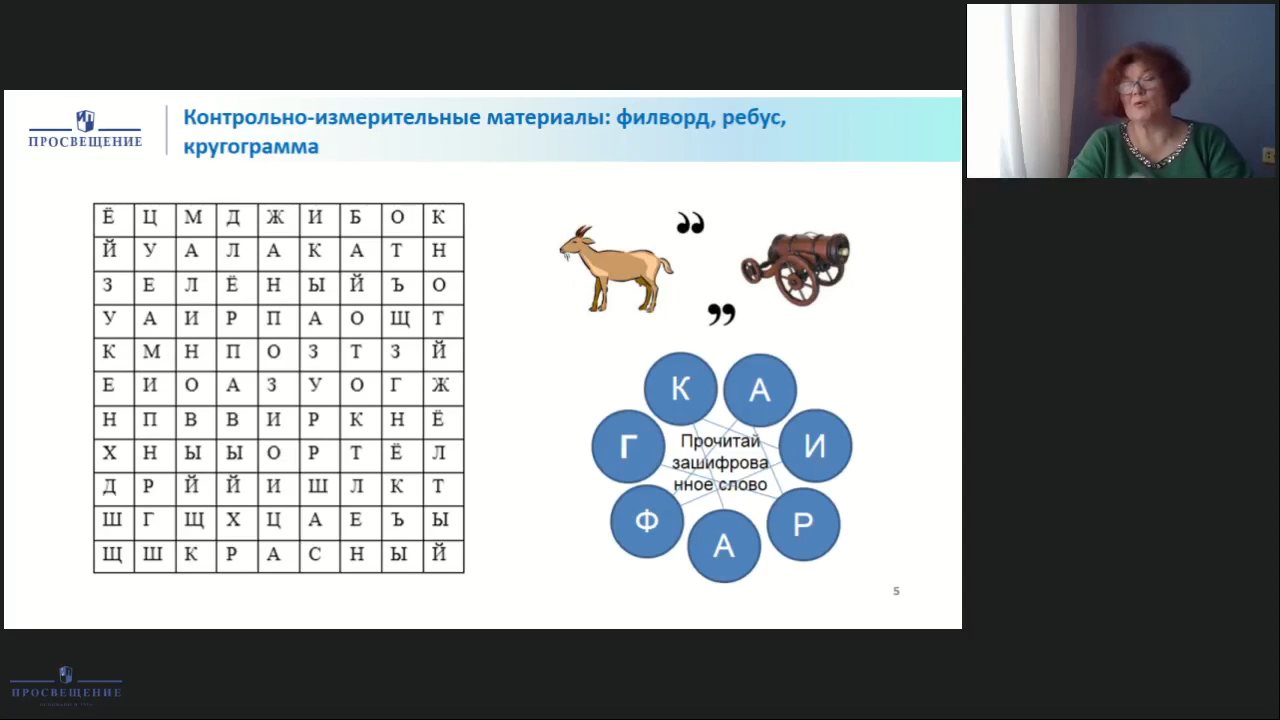 ПРОСВЕЩЕНИЕ
Контрольно-измерительные материалы: филворд, ребус,
кругограмма
Ё Ц М Д Ж И Б О К
Й У А Л А К А Т Н
З Е Л Ё Н Ы Й Ъ О
У А И Р П А О Щ Т
К М Н П О З Т З Й
Е И О А З У О Г Ж
Н П В В И Р К Н Ё
Х Н Ы Ы О Р Т Ё Л
Д Р Й Й И Ш Л К Т
Ш Г Щ Х Ц А Е Ъ Ы
Щ Ш К Р А С Н Ы Й
,,
,,
К А
Г И
Прочитай
зашифрова
нное слово
Ф Р
А
5
ПРОСВЕЩЕНИЕ